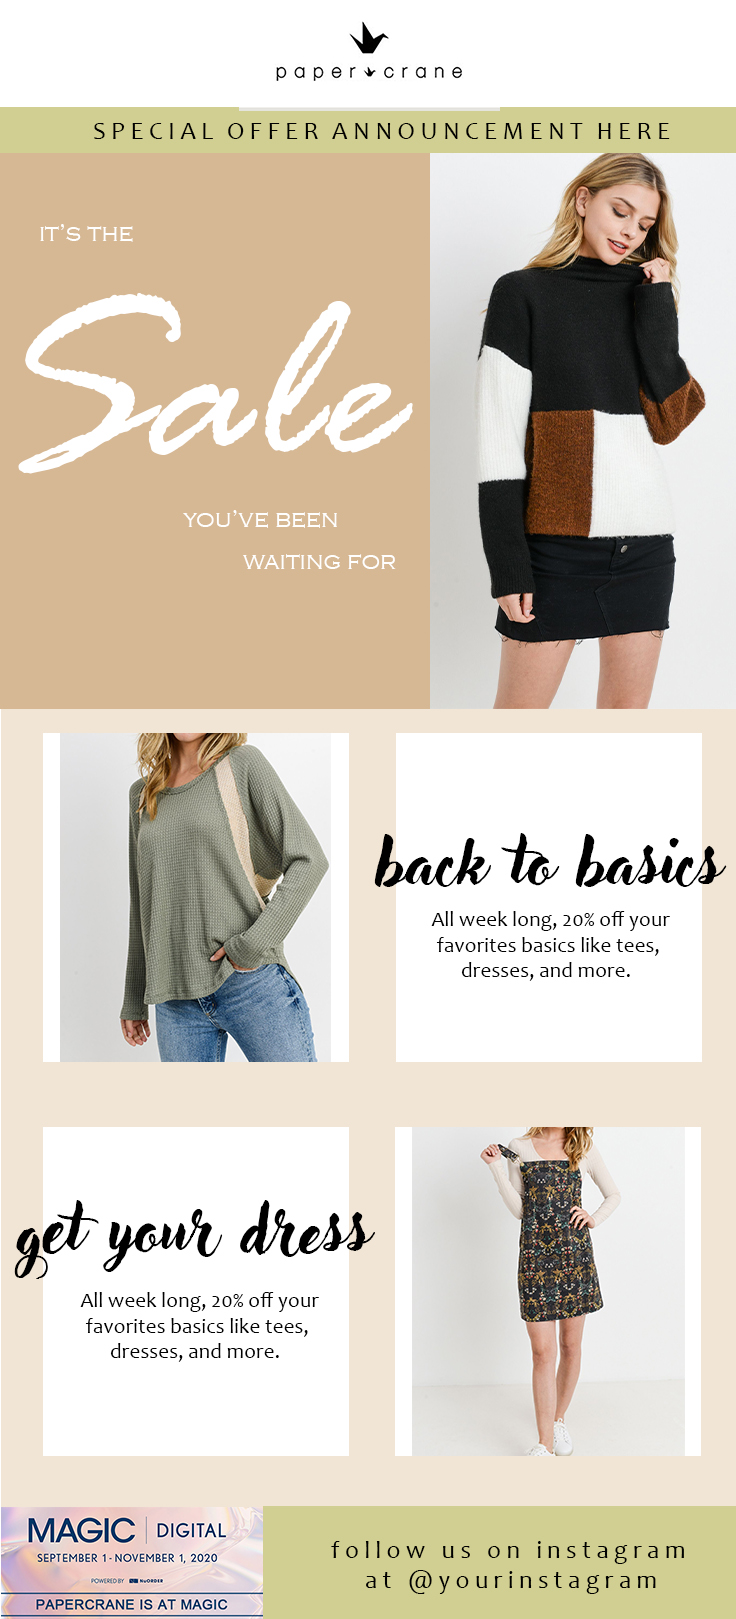 paper crane
SPECIAL OFFER ANNOUNCEMENT HERE
IT'S THE
Sale
YOU'VE BEEN
WAITING FOR
back to basics
All week long, 20% off your
favorites basics like tees,
dresses, and more.
get your dress
All week long, 20% off your
favorites basics like tees,
dresses, and more.
MAGIC | DIGITAL
SEPTEMBER 1 - NOVEMBER 1, 2020
POWERED BY NuORDER
PAPERCRANE IS AT MAGIC
follow us on instagram
at @yourinstagram